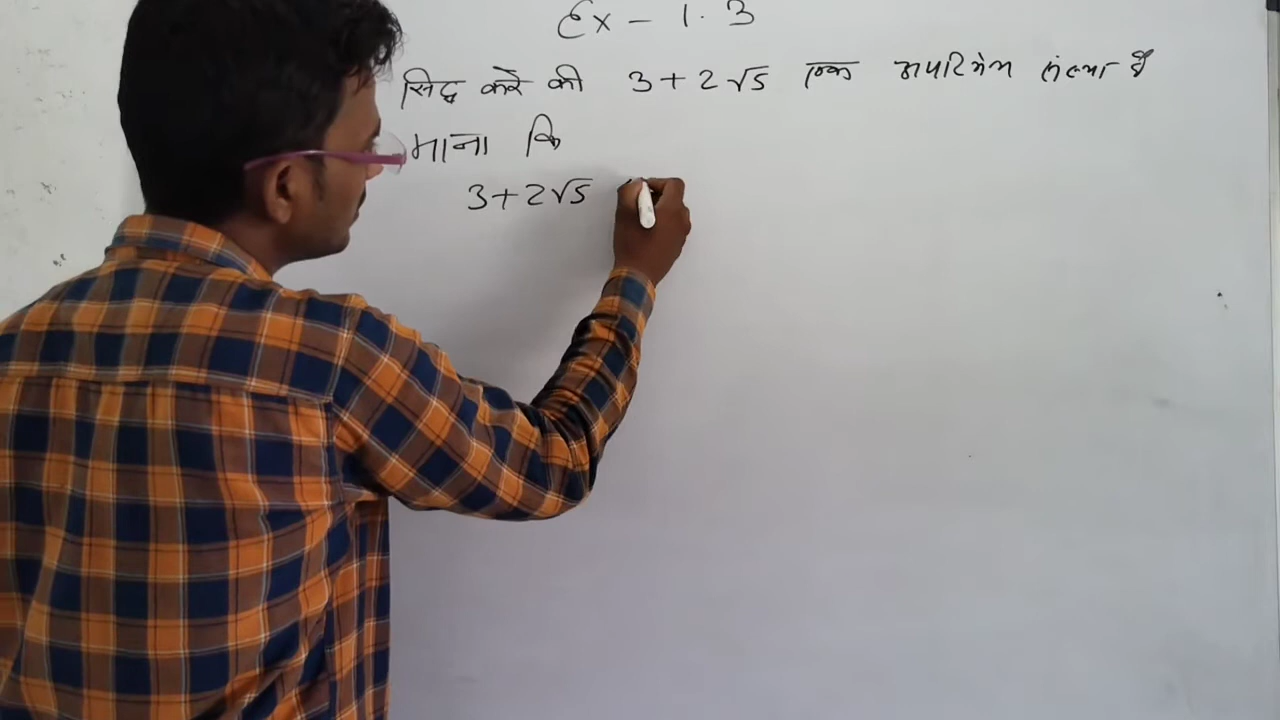 Ex - 1.3
सिद्ध करे की 3+2√5 एक अपरिमेय संख्या है
माना कि
3+2√5